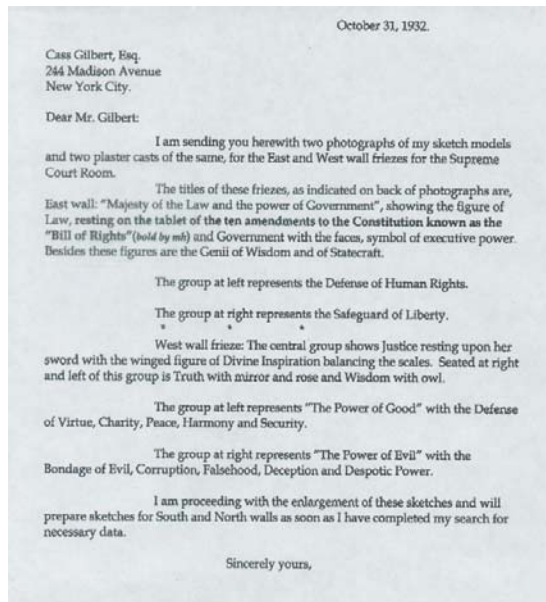 October 31, 1932.
Cass Gilbert, Esq.
244 Madison Avenue
New York City.
Dear Mr. Gilbert:
I am sending you herewith two photographs of my sketch models
and two plaster casts of the same, for the East and West wall friezes for the Supreme
Court Room.
The titles of these friezes, as indicated on back of photographs are,
East wall: "Majesty of the Law and the power of Government", showing the figure of
Law, resting on the tablet of the ten amendments to the Constitution known as the
"Bill of Rights"(bold by mh) and Government with the faces, symbol of executive power.
Besides these figures are the Genii of Wisdom and of Statecraft.
The group at left represents the Defense of Human Rights.
The group at right represents the Safeguard of Liberty.
* * *
West wall frieze: The central group shows Justice resting upon her
sword with the winged figure of Divine Inspiration balancing the scales. Seated at right
and left of this group is Truth with mirror and rose and Wisdom with owl.
The group at left represents "The Power of Good" with the Defense
of Virtue, Charity, Peace, Harmony and Security.
The group at right represents "The Power of Evil" with the
Bondage of Evil, Corruption, Falsehood, Deception and Despotic Power.
I am proceeding with the enlargement of these sketches and will
prepare sketches for South and North walls as soon as I have completed my search for
necessary data.
Sincerely yours,